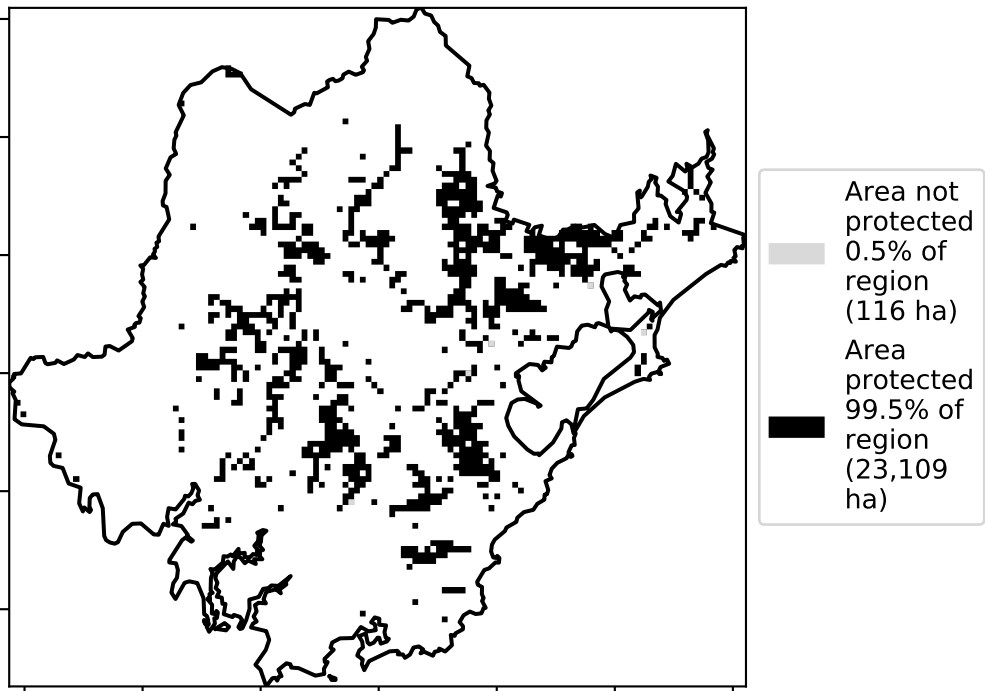 Area not
protected
0.5% of
region
(116 ha)
Area
protected
99.5% of
region
(23,109
ha)